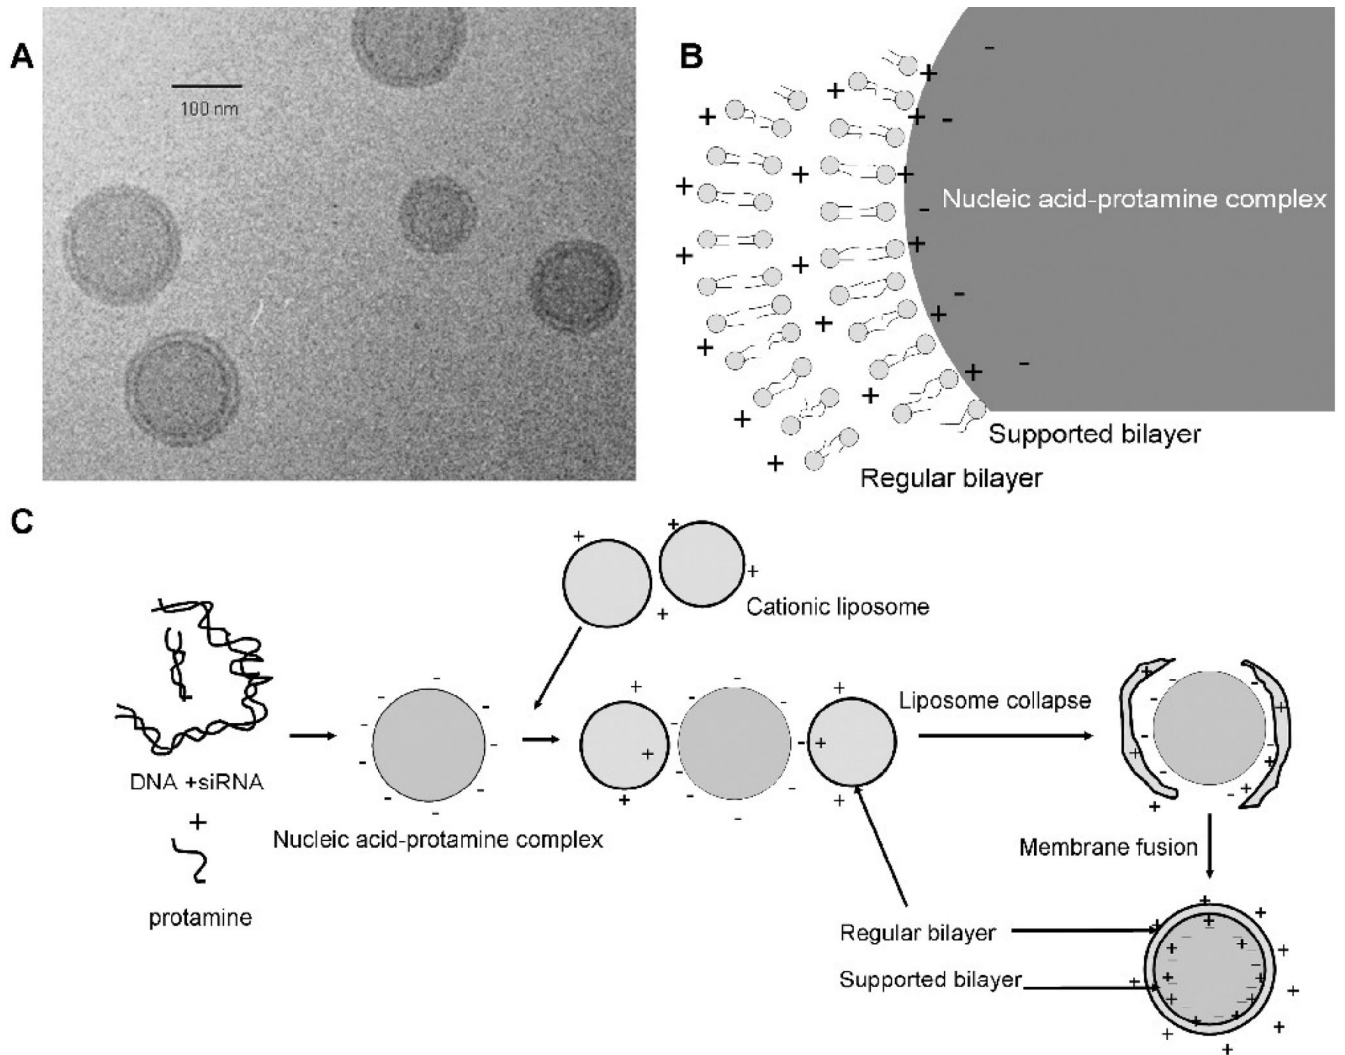 A
100 nm
B
Nucleic acid-protamine complex
Supported bilayer
Regular bilayer
C
Cationic liposome
DNA +siRNA
+
protamine
Nucleic acid-protamine complex
Liposome collapse
Membrane fusion
Regular bilayer
Supported bilayer